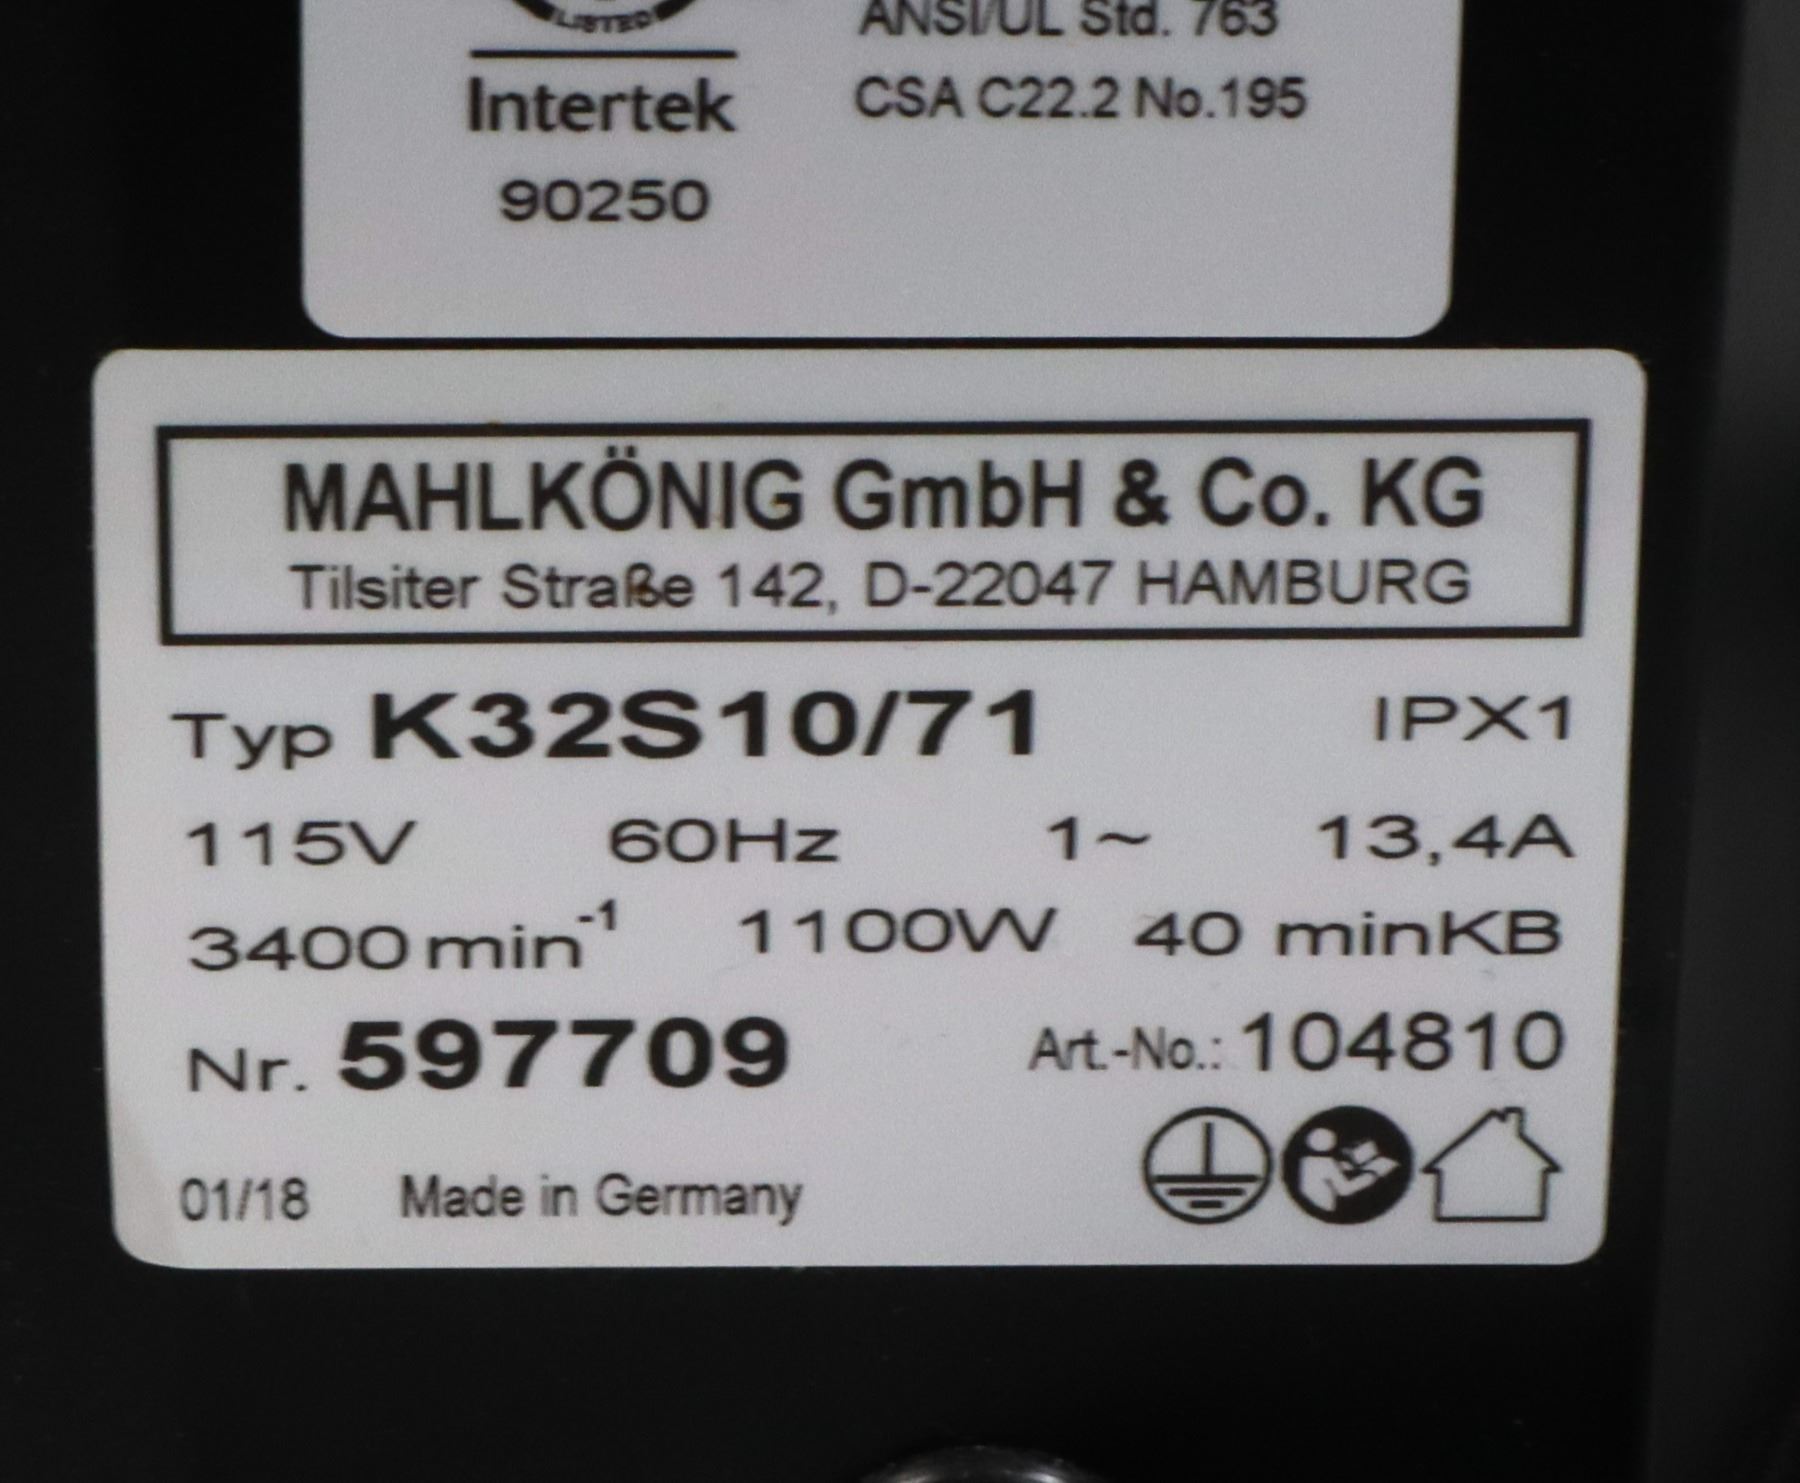 LISTED
ANSI/UL Std. 763
Intertek
CSA C22.2 No.195
90250
MAHLKÖNIG GmbH & Co. KG
Tilsiter Straße 142, D-22047 HAMBURG
Typ K32S10/71 IPX1
115V 60Hz 1~ 13,4A
3400 min⁻¹ 1100W 40 minKB
Nr. 597709 Art.-No.: 104810
01/18 Made in Germany